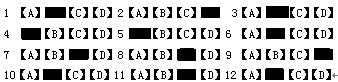 1 【A】■【C】【D】 2 【A】【B】【C】■ 3 【A】■【C】【D】
4 ■【B】【C】【D】 5 ■【B】【C】【D】 6 【A】■【C】【D】
7 【A】【B】■【D】 8 【A】【B】■【D】 9 【A】【B】【C】■
10 【A】■【C】【D】 11 【A】【B】■【D】 12 【A】■【C】【D】